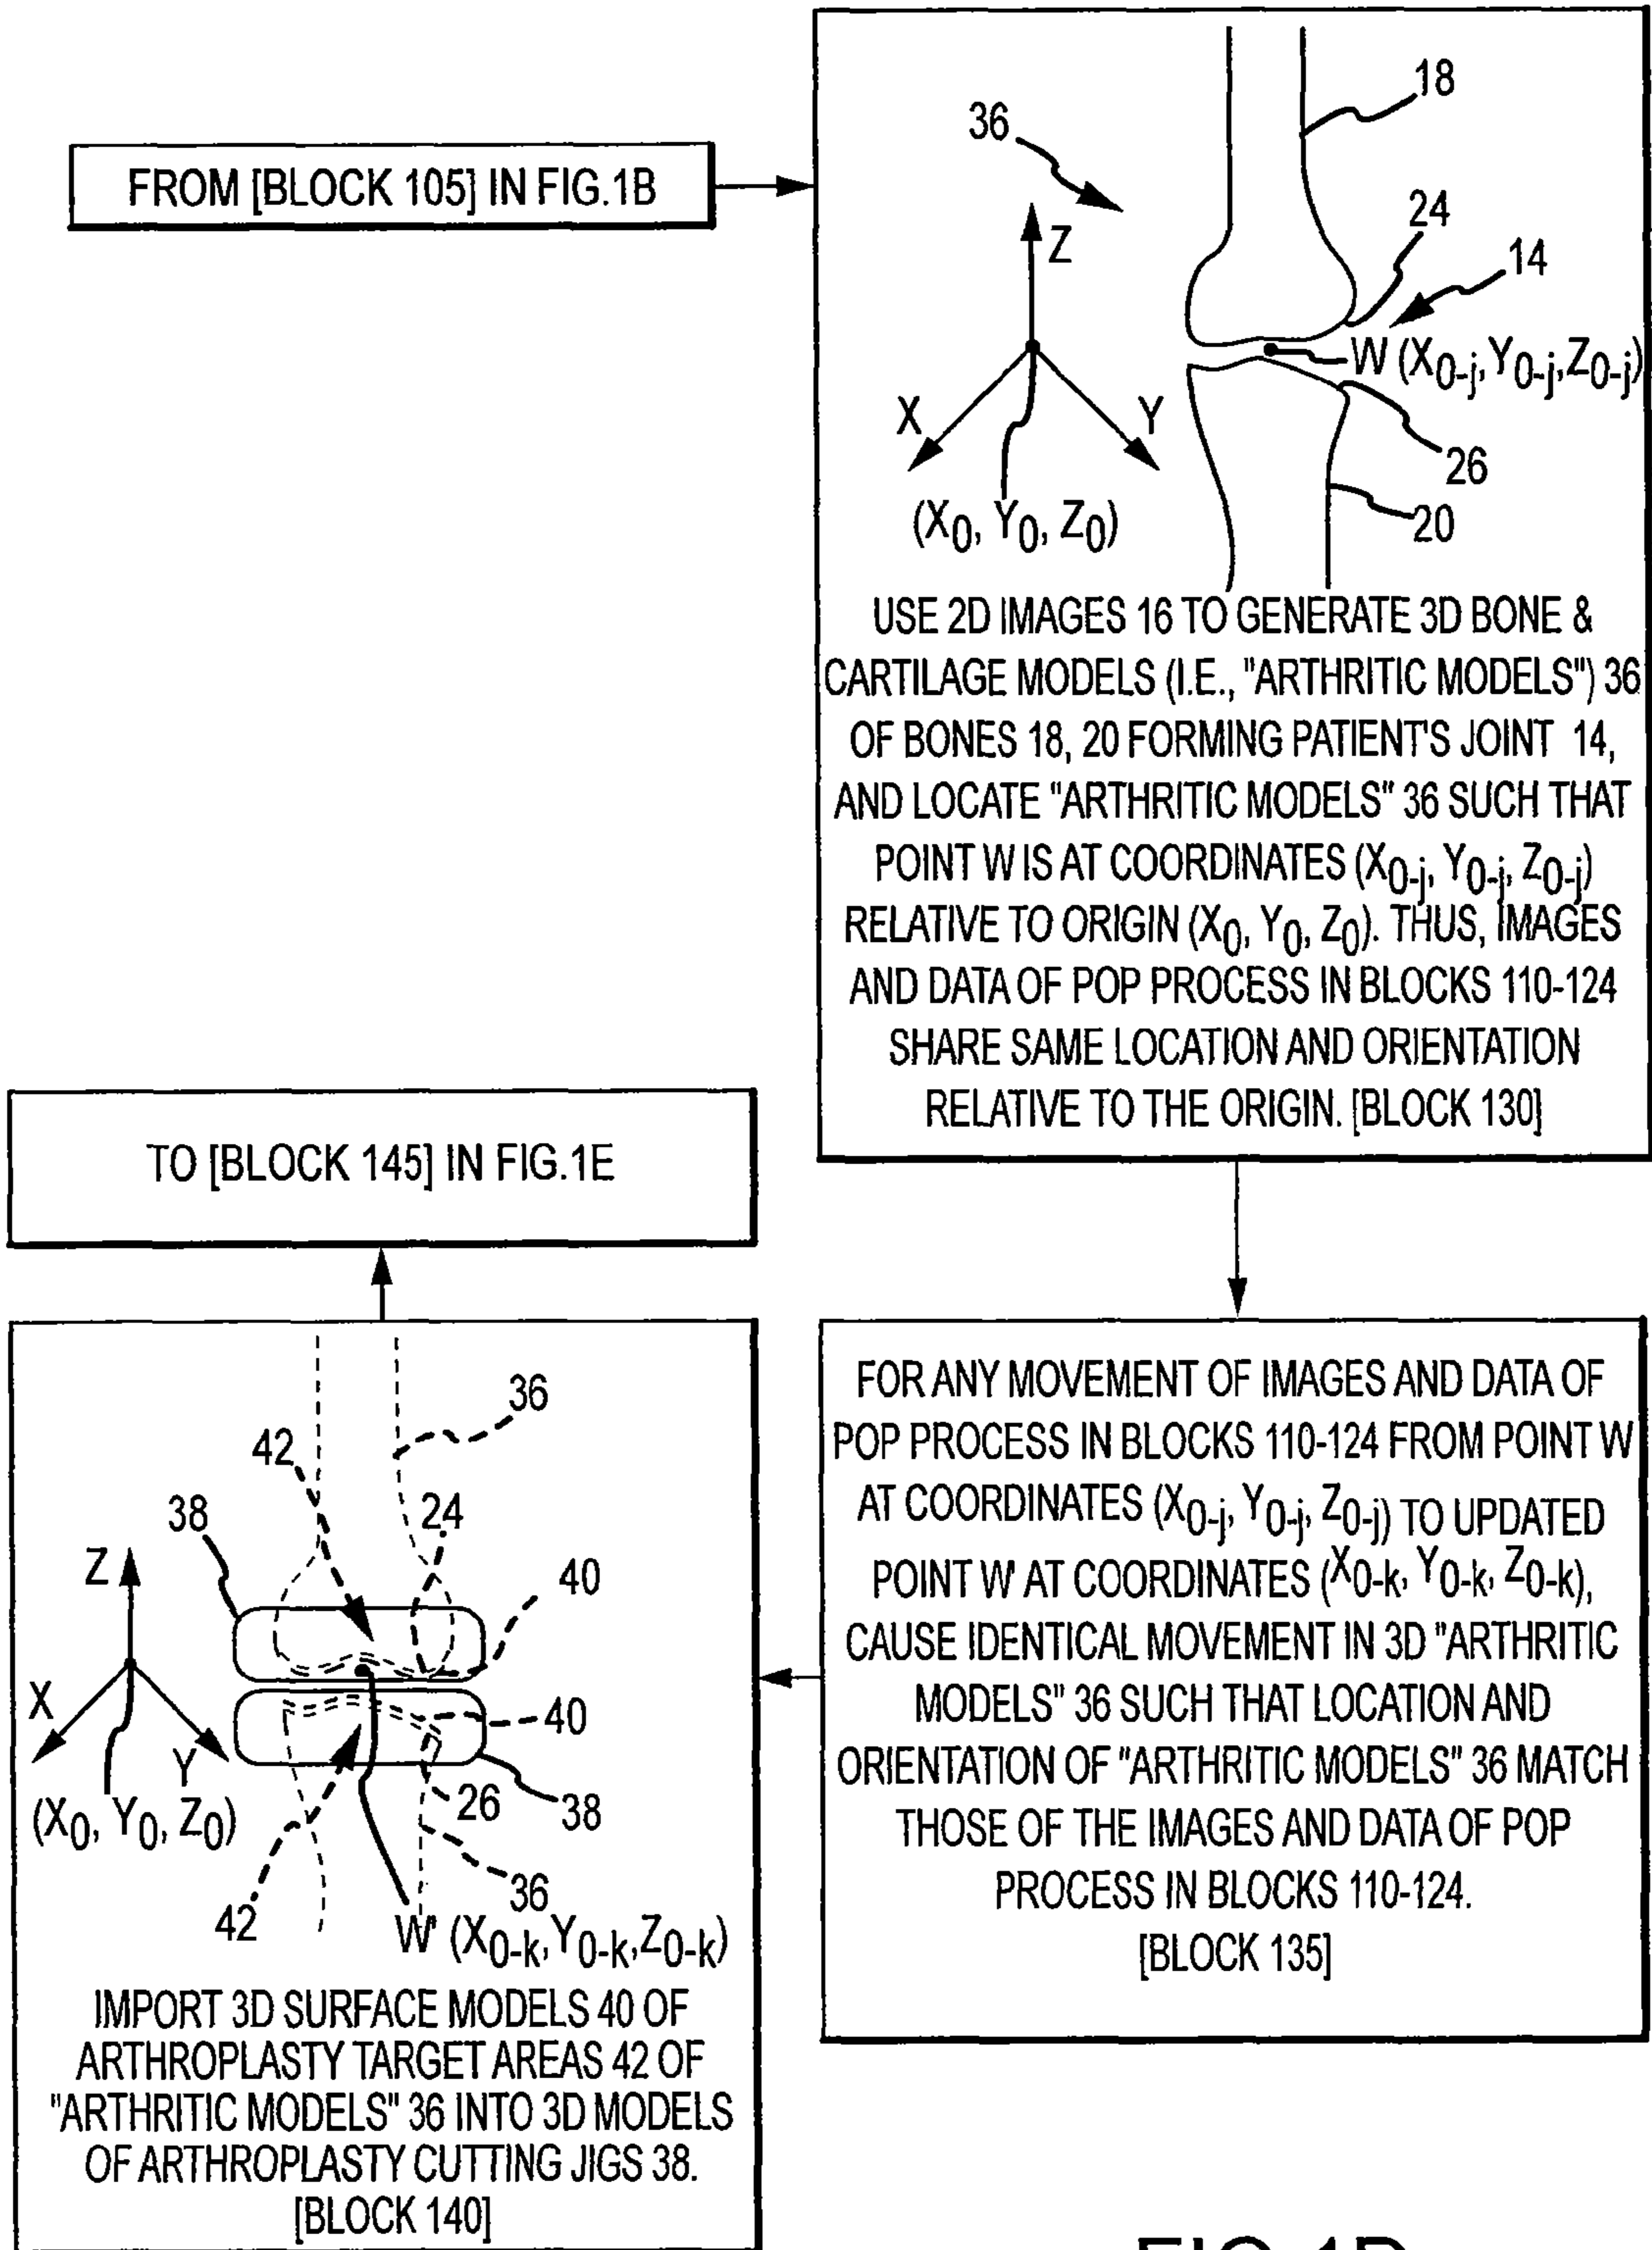 FROM [BLOCK 105] IN FIG.1B
36
18
24
14
Z
W (X0-j,Y0-j,Z0-j)
X
Y
26
(X0, Y0, Z0)
20
USE 2D IMAGES 16 TO GENERATE 3D BONE &
CARTILAGE MODELS (I.E., "ARTHRITIC MODELS") 36
OF BONES 18, 20 FORMING PATIENT'S JOINT 14,
AND LOCATE "ARTHRITIC MODELS" 36 SUCH THAT
POINT W IS AT COORDINATES (X0-j, Y0-j, Z0-j)
RELATIVE TO ORIGIN (X0, Y0, Z0). THUS, IMAGES
AND DATA OF POP PROCESS IN BLOCKS 110-124
SHARE SAME LOCATION AND ORIENTATION
RELATIVE TO THE ORIGIN. [BLOCK 130]
FOR ANY MOVEMENT OF IMAGES AND DATA OF
POP PROCESS IN BLOCKS 110-124 FROM POINT W
AT COORDINATES (X0-j, Y0-j, Z0-j) TO UPDATED
POINT W' AT COORDINATES (X0-k, Y0-k, Z0-k),
CAUSE IDENTICAL MOVEMENT IN 3D "ARTHRITIC
MODELS" 36 SUCH THAT LOCATION AND
ORIENTATION OF "ARTHRITIC MODELS" 36 MATCH
THOSE OF THE IMAGES AND DATA OF POP
PROCESS IN BLOCKS 110-124.
[BLOCK 135]
36
42
38
24
Z
40
X
40
Y
26
38
(X0, Y0, Z0)
36
42
W' (X0-k,Y0-k,Z0-k)
IMPORT 3D SURFACE MODELS 40 OF
ARTHROPLASTY TARGET AREAS 42 OF
"ARTHRITIC MODELS" 36 INTO 3D MODELS
OF ARTHROPLASTY CUTTING JIGS 38.
[BLOCK 140]
TO [BLOCK 145] IN FIG.1E
FIG.1D